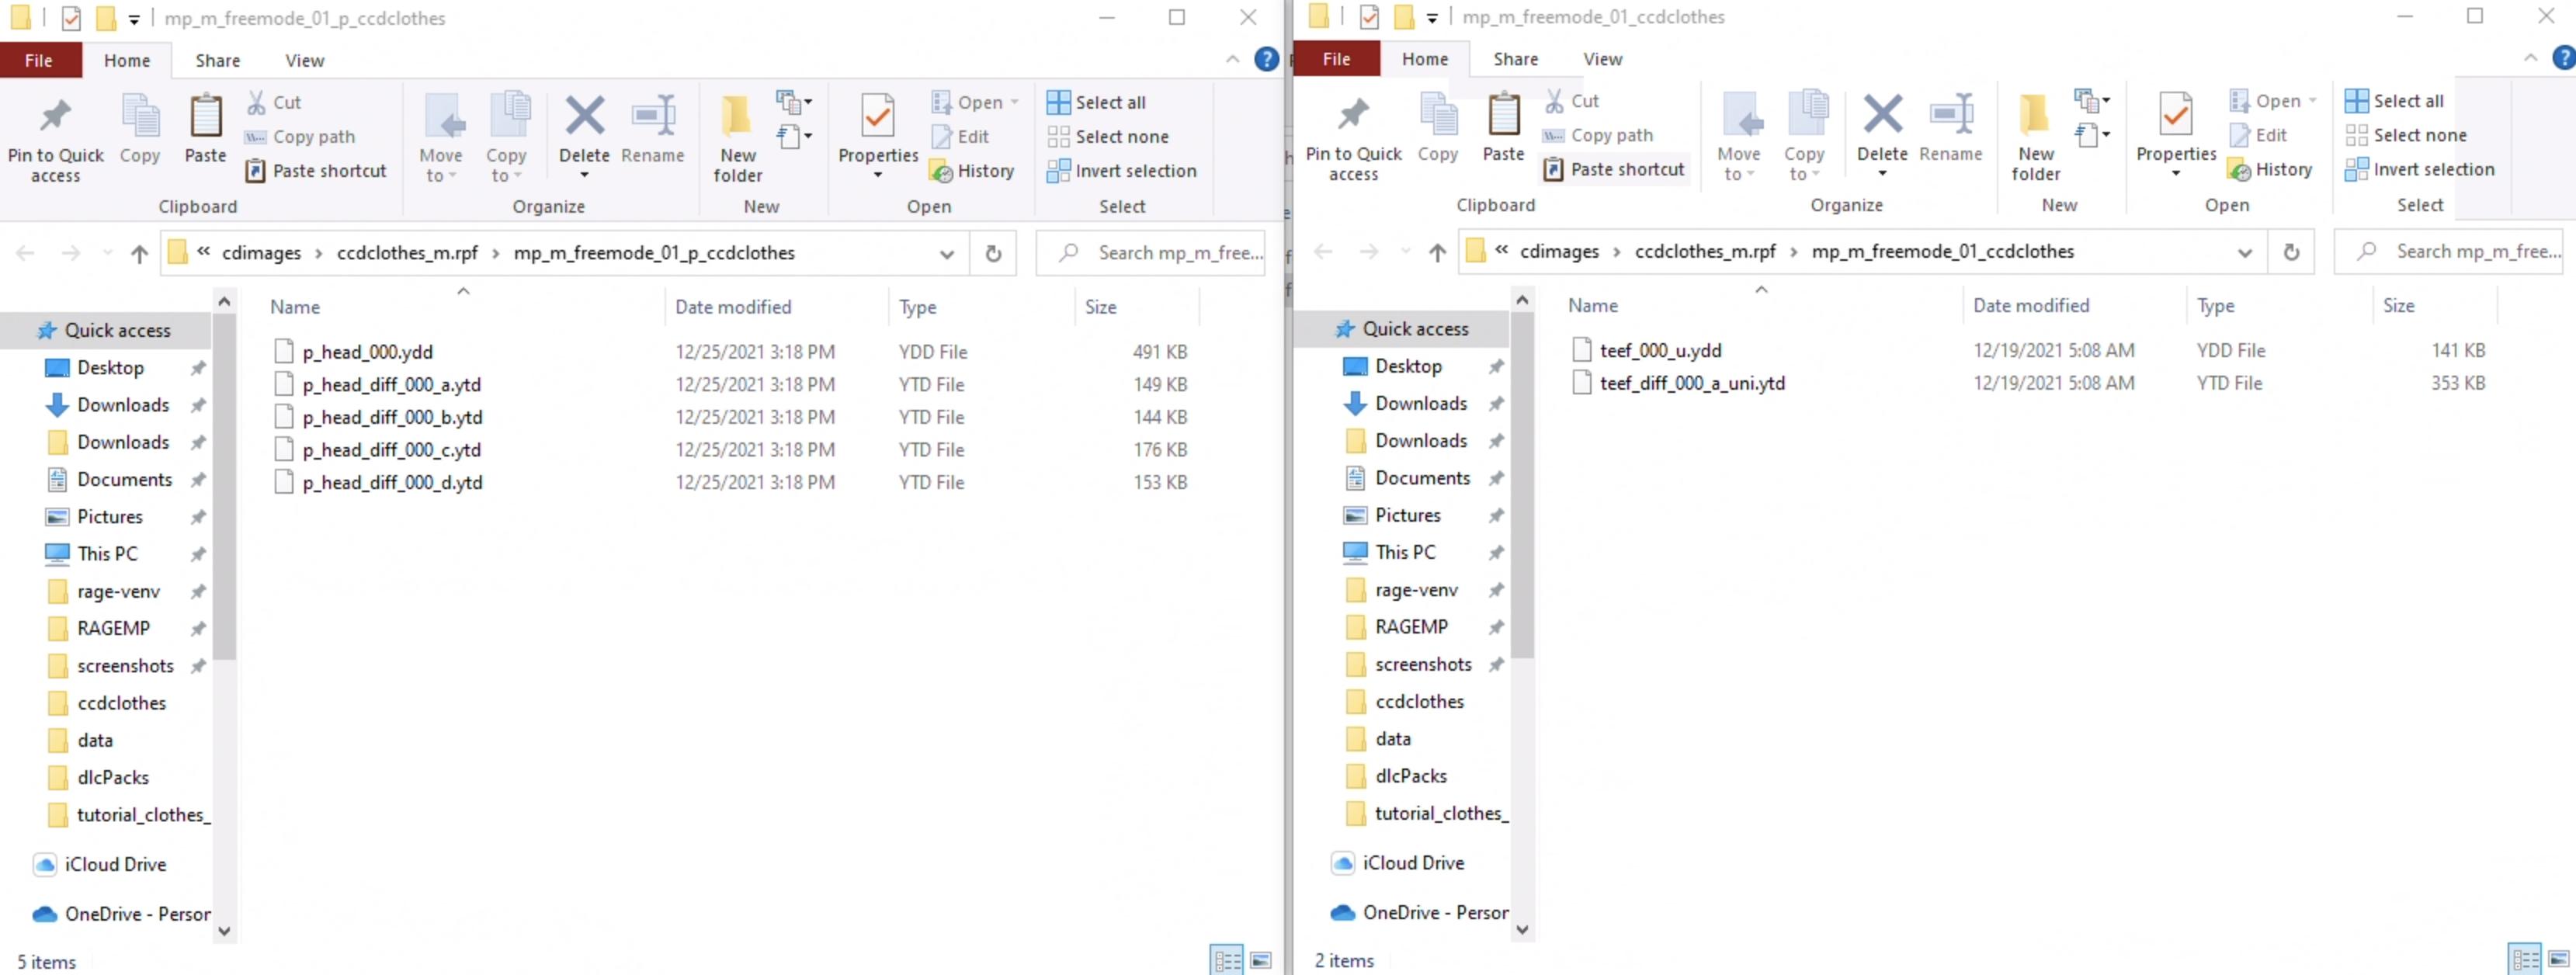 mp_m_freemode_01_p_ccdclothes
File Home Share View
Pin to Quick access
Copy
Paste
Cut
Copy path
Paste shortcut
Clipboard
Move to
Copy to
Delete
Rename
Organize
New folder
New
Properties
Open
Edit
History
Open
Select all
Select none
Invert selection
Select
« cdimages › ccdclothes_m.rpf › mp_m_freemode_01_p_ccdclothes
Search mp_m_free...
Name Date modified Type Size
p_head_000.ydd 12/25/2021 3:18 PM YDD File 491 KB
p_head_diff_000_a.ytd 12/25/2021 3:18 PM YTD File 149 KB
p_head_diff_000_b.ytd 12/25/2021 3:18 PM YTD File 144 KB
p_head_diff_000_c.ytd 12/25/2021 3:18 PM YTD File 176 KB
p_head_diff_000_d.ytd 12/25/2021 3:18 PM YTD File 153 KB
Quick access
Desktop
Downloads
Downloads
Documents
Pictures
This PC
rage-venv
RAGEMP
screenshots
ccdclothes
data
dlcPacks
tutorial_clothes_
iCloud Drive
OneDrive - Person
5 items
mp_m_freemode_01_ccdclothes
File Home Share View
Pin to Quick access
Copy
Paste
Cut
Copy path
Paste shortcut
Clipboard
Move to
Copy to
Delete
Rename
Organize
New folder
New
Properties
Open
Edit
History
Open
Select all
Select none
Invert selection
Select
« cdimages › ccdclothes_m.rpf › mp_m_freemode_01_ccdclothes
Search mp_m_free...
Name Date modified Type Size
teef_000_u.ydd 12/19/2021 5:08 AM YDD File 141 KB
teef_diff_000_a_uni.ytd 12/19/2021 5:08 AM YTD File 353 KB
Quick access
Desktop
Downloads
Downloads
Documents
Pictures
This PC
rage-venv
RAGEMP
screenshots
ccdclothes
data
dlcPacks
tutorial_clothes_
iCloud Drive
OneDrive - Person
2 items